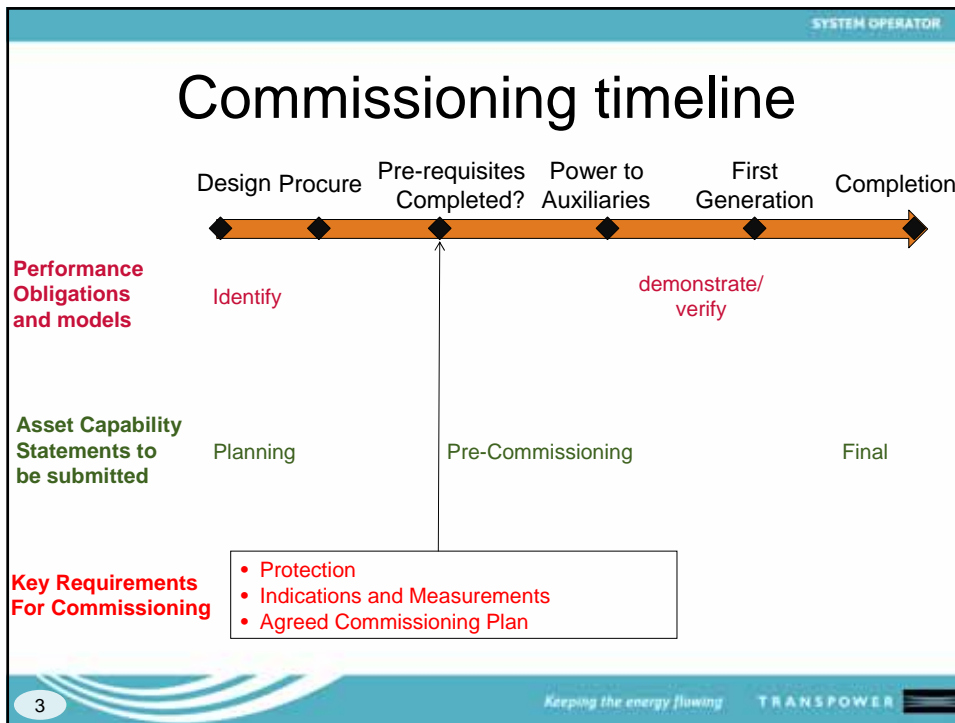 SYSTEM OPERATOR
Commissioning timeline
Design Procure Pre-requisites Completed? Power to Auxiliaries First Generation Completion
Performance
Obligations
and models
Identify
demonstrate/
verify
Asset Capability
Statements to
be submitted
Planning
Pre-Commissioning
Final
Key Requirements
For Commissioning
• Protection
• Indications and Measurements
• Agreed Commissioning Plan
3
Keeping the energy flowing
TRANSPOWER